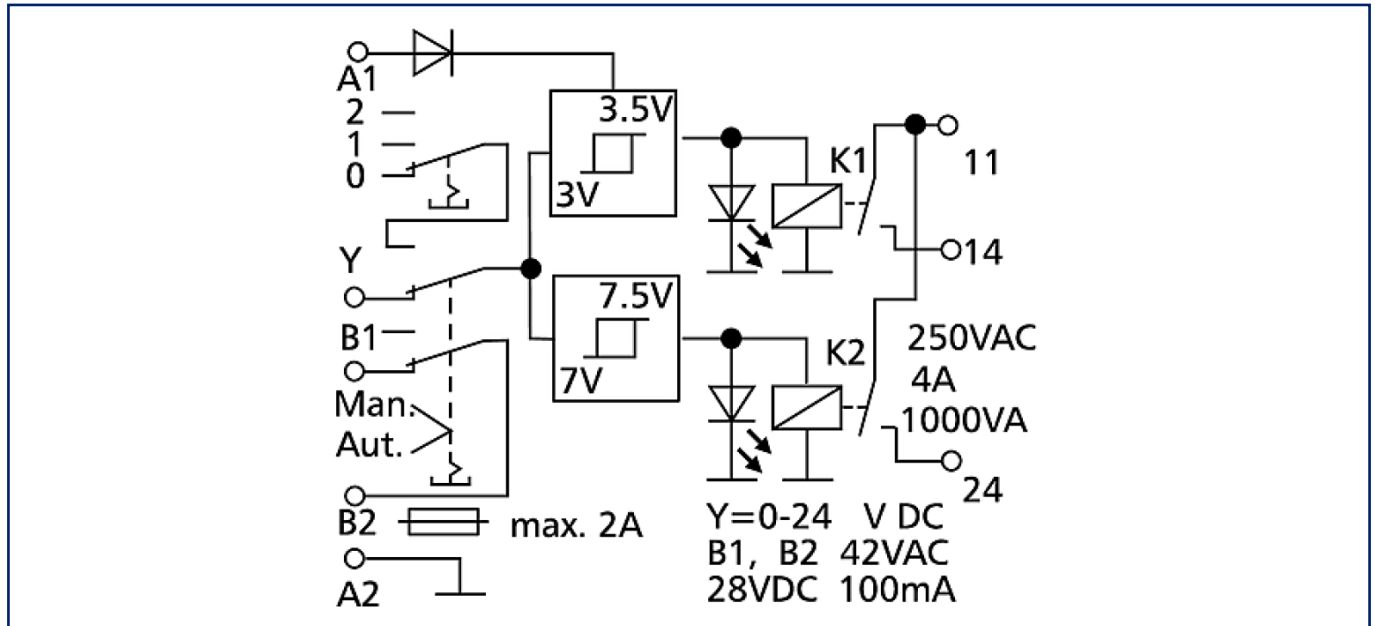 A1
2
1
0
Y
B1
Man.
Aut.
B2
max. 2A
A2
3.5V
3V
7.5V
7V
K1
11
14
K2
250VAC
4A
1000VA
24
Y=0-24 V DC
B1, B2 42VAC
28VDC 100mA